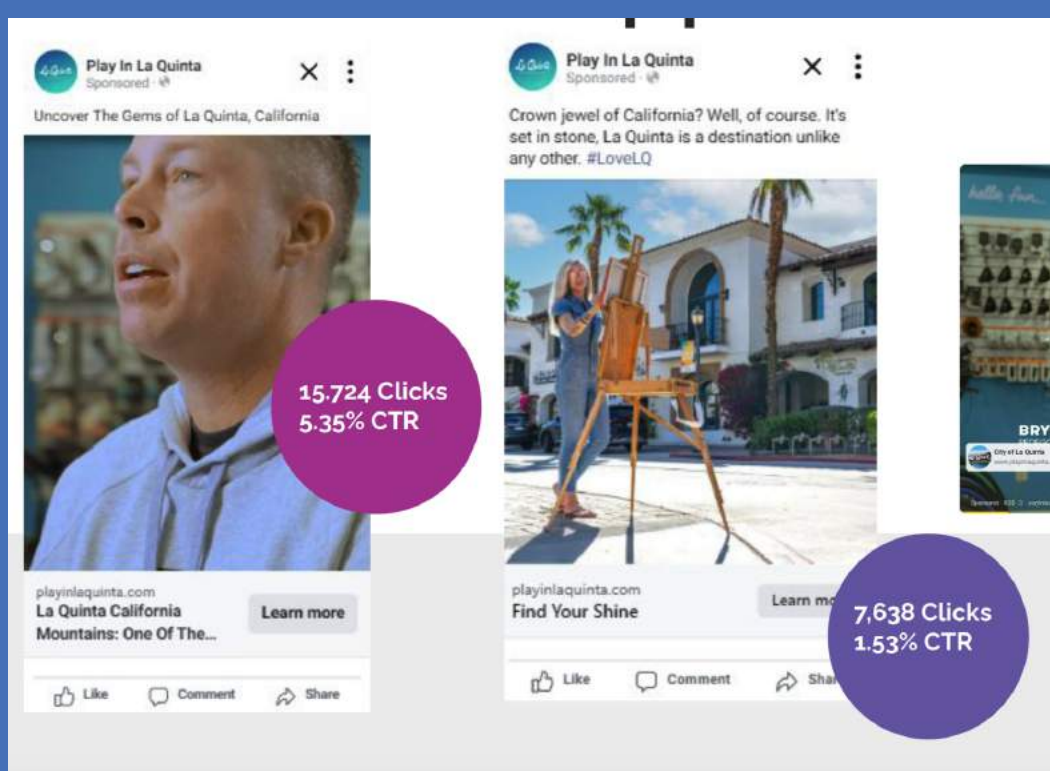 Play In La Quinta
Sponsored
Uncover The Gems of La Quinta, California
15.724 Clicks
5.35% CTR
playinlaquinta.com
La Quinta California
Mountains: One Of The...
Learn more
Like Comment Share
Play In La Quinta
Sponsored
Crown jewel of California? Well, of course. It's
set in stone, La Quinta is a destination unlike
any other. #LoveLQ
playinlaquinta.com
Find Your Shine
Learn mo
7,638 Clicks
1.53% CTR
Like Comment Shar
BRY
City of La Quinta